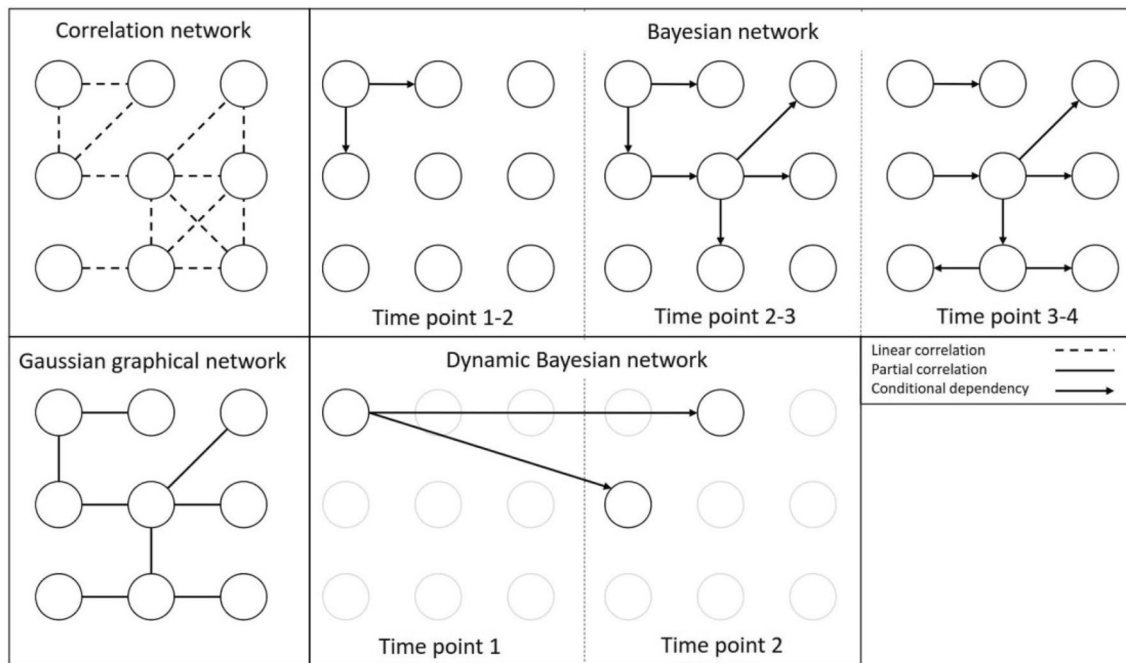 Correlation network
Bayesian network
Time point 1-2
Time point 2-3
Time point 3-4
Gaussian graphical network
Dynamic Bayesian network
Linear correlation
Partial correlation
Conditional dependency
Time point 1
Time point 2